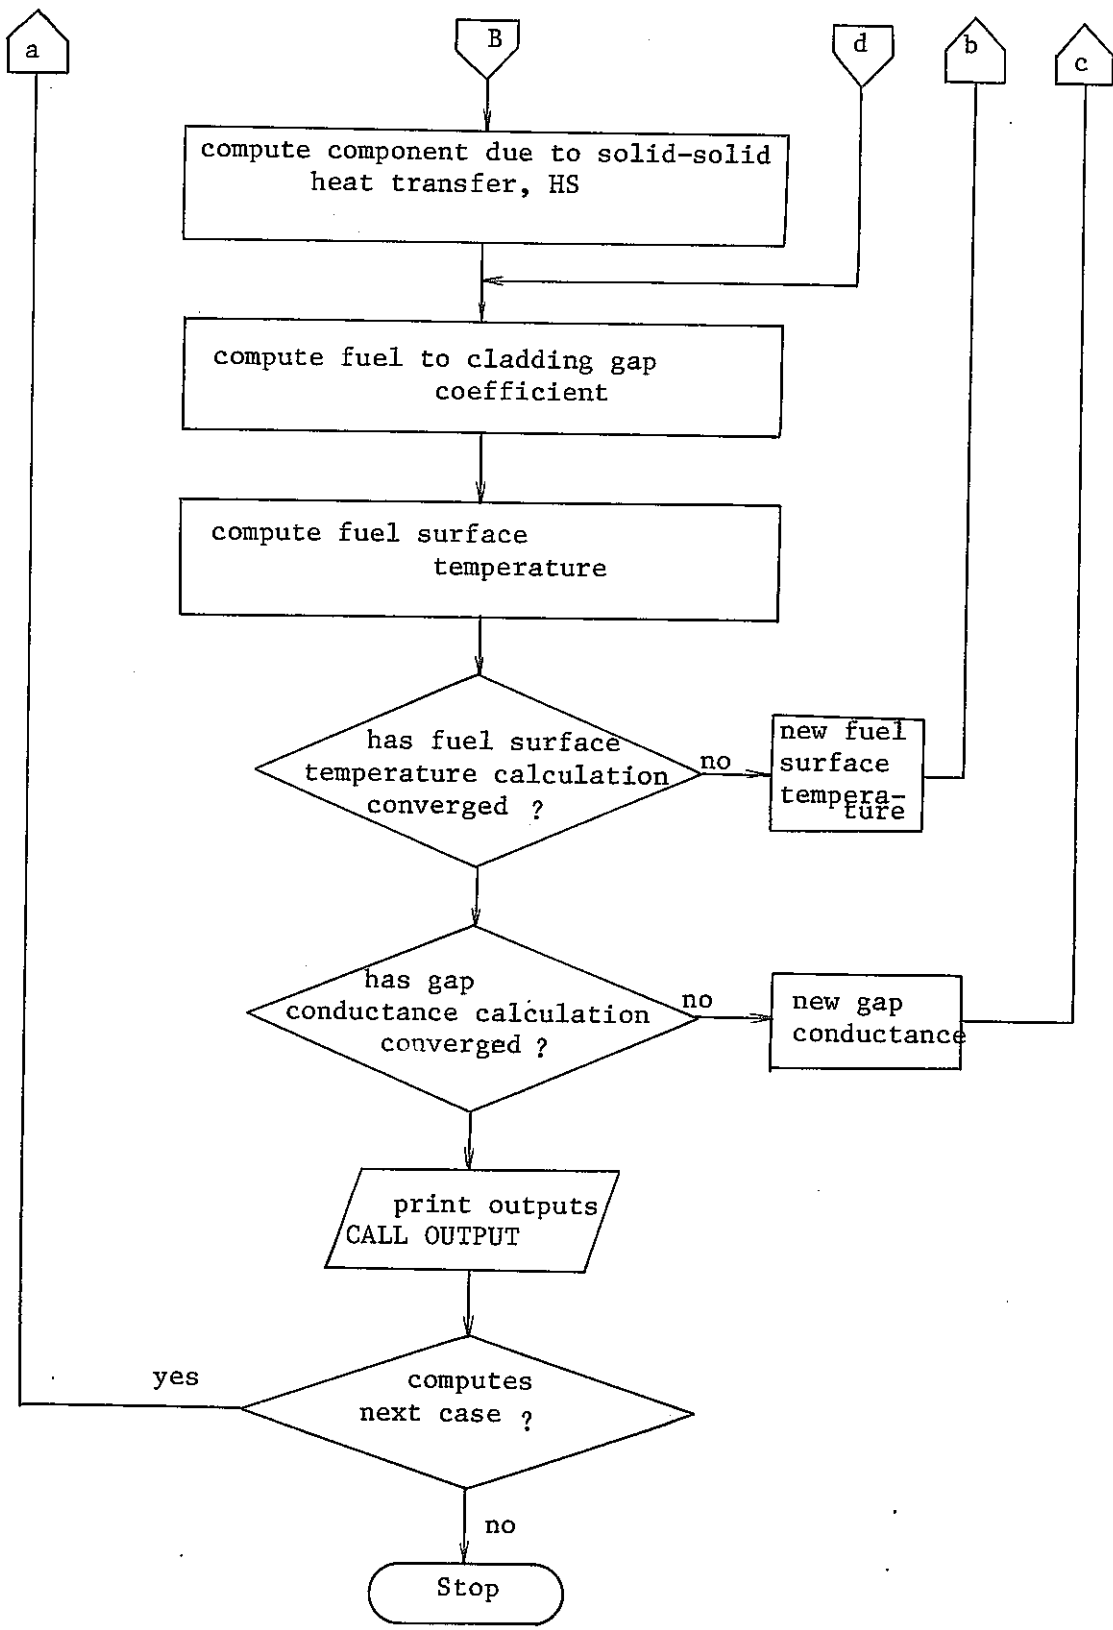 a
B
d
b
c
compute component due to solid-solid
heat transfer, HS
compute fuel to cladding gap
coefficient
compute fuel surface
temperature
has fuel surface
temperature calculation
converged ?
no
new fuel
surface
tempera-
ture
has gap
conductance calculation
converged ?
no
new gap
conductance
print outputs
CALL OUTPUT
yes
computes
next case ?
no
Stop